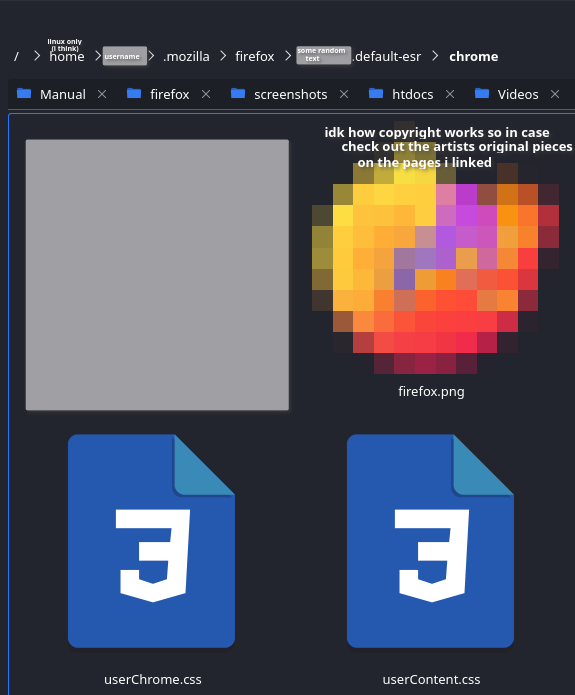 linux only
(i think)
/ > home > username > .mozilla > firefox > some random text .default-esr > chrome
Manual × firefox × screenshots × htdocs × Videos ×
idk how copyright works so in case
check out the artists original pieces
on the pages i linked
firefox.png
3
3
userChrome.css
userContent.css